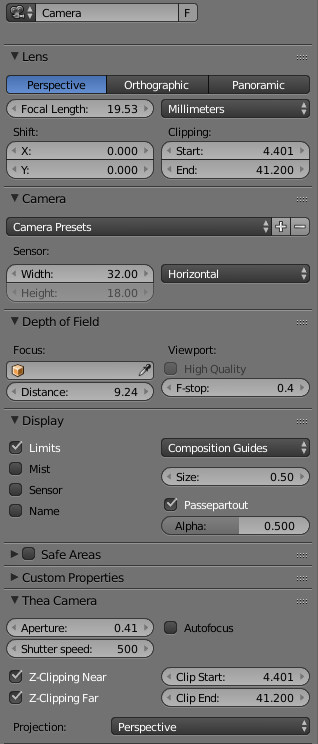 Camera F
Lens
Perspective Orthographic Panoramic
Focal Length: 19.53 Millimeters
Shift: Clipping:
X: 0.000 Start: 4.401
Y: 0.000 End: 41.200
Camera
Camera Presets
Sensor:
Width: 32.00 Horizontal
Height: 18.00
Depth of Field
Focus: Viewport:
High Quality
Distance: 9.24 F-stop: 0.4
Display
Limits Composition Guides
Mist Size: 0.50
Sensor Passepartout
Name Alpha: 0.500
Safe Areas
Custom Properties
Thea Camera
Aperture: 0.41 Autofocus
Shutter speed: 500
Z-Clipping Near Clip Start: 4.401
Z-Clipping Far Clip End: 41.200
Projection: Perspective